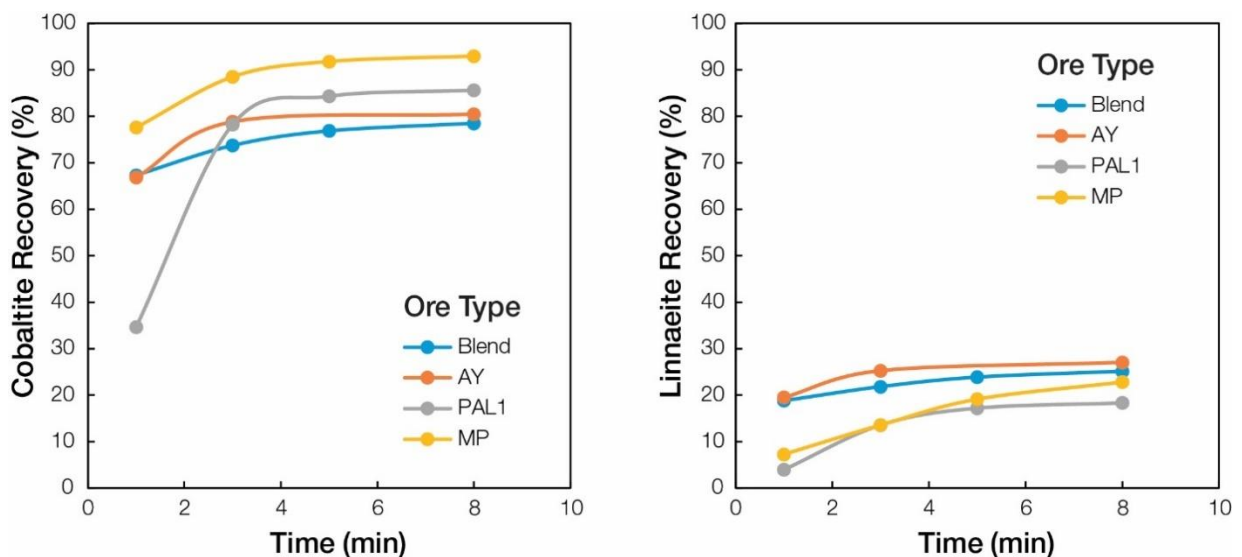 Cobaltite Recovery (%)
100
90
80
70
60
50
40
30
20
10
0
0 2 4 6 8 10
Time (min)
Ore Type
Blend
AY
PAL1
MP
Linnaeite Recovery (%)
100
90
80
70
60
50
40
30
20
10
0
0 2 4 6 8 10
Time (min)
Ore Type
Blend
AY
PAL1
MP